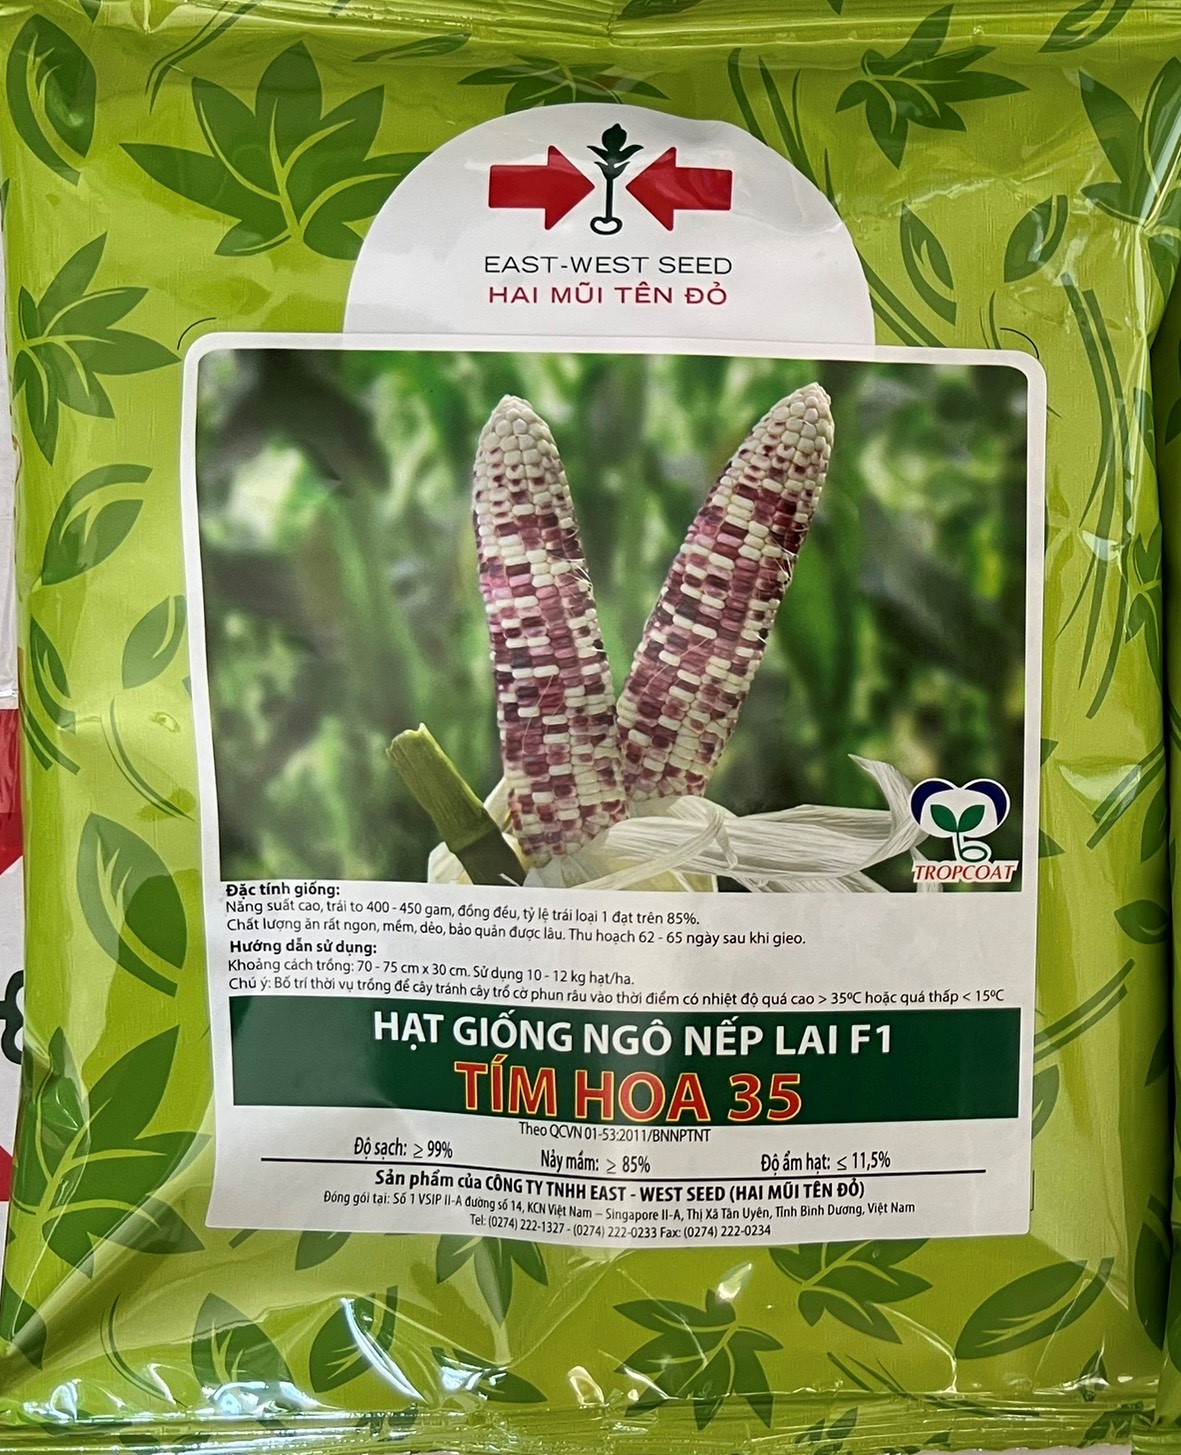 EAST-WEST SEED
HAI MŨI TÊN ĐỎ
TROPCOAT
Đặc tính giống:
Năng suất cao, trái to 400 - 450 gam, đồng đều, tỷ lệ trái loại 1 đạt trên 85%.
Chất lượng ăn rất ngon, mềm, dẻo, bảo quản được lâu. Thu hoạch 62 - 65 ngày sau khi gieo.
Hướng dẫn sử dụng:
Khoảng cách trồng: 70 - 75 cm x 30 cm. Sử dụng 10 - 12 kg hạt/ha.
Chú ý: Bố trí thời vụ trồng để cây tránh cây trổ cờ phun râu vào thời điểm có nhiệt độ quá cao > 35ºC hoặc quá thấp < 15ºC
HẠT GIỐNG NGÔ NẾP LAI F1
TÍM HOA 35
Theo QCVN 01-53:2011/BNNPTNT
Độ sạch: ≥ 99% Nảy mầm: ≥ 85% Độ ẩm hạt: ≤ 11,5%
Sản phẩm của CÔNG TY TNHH EAST - WEST SEED (HAI MŨI TÊN ĐỎ)
Đóng gói tại: Số 1 VSIP II-A đường số 14, KCN Việt Nam – Singapore II-A, Thị Xã Tân Uyên, Tỉnh Bình Dương, Việt Nam
Tel: (0274) 222-1327 - (0274) 222-0233 Fax: (0274) 222-0234